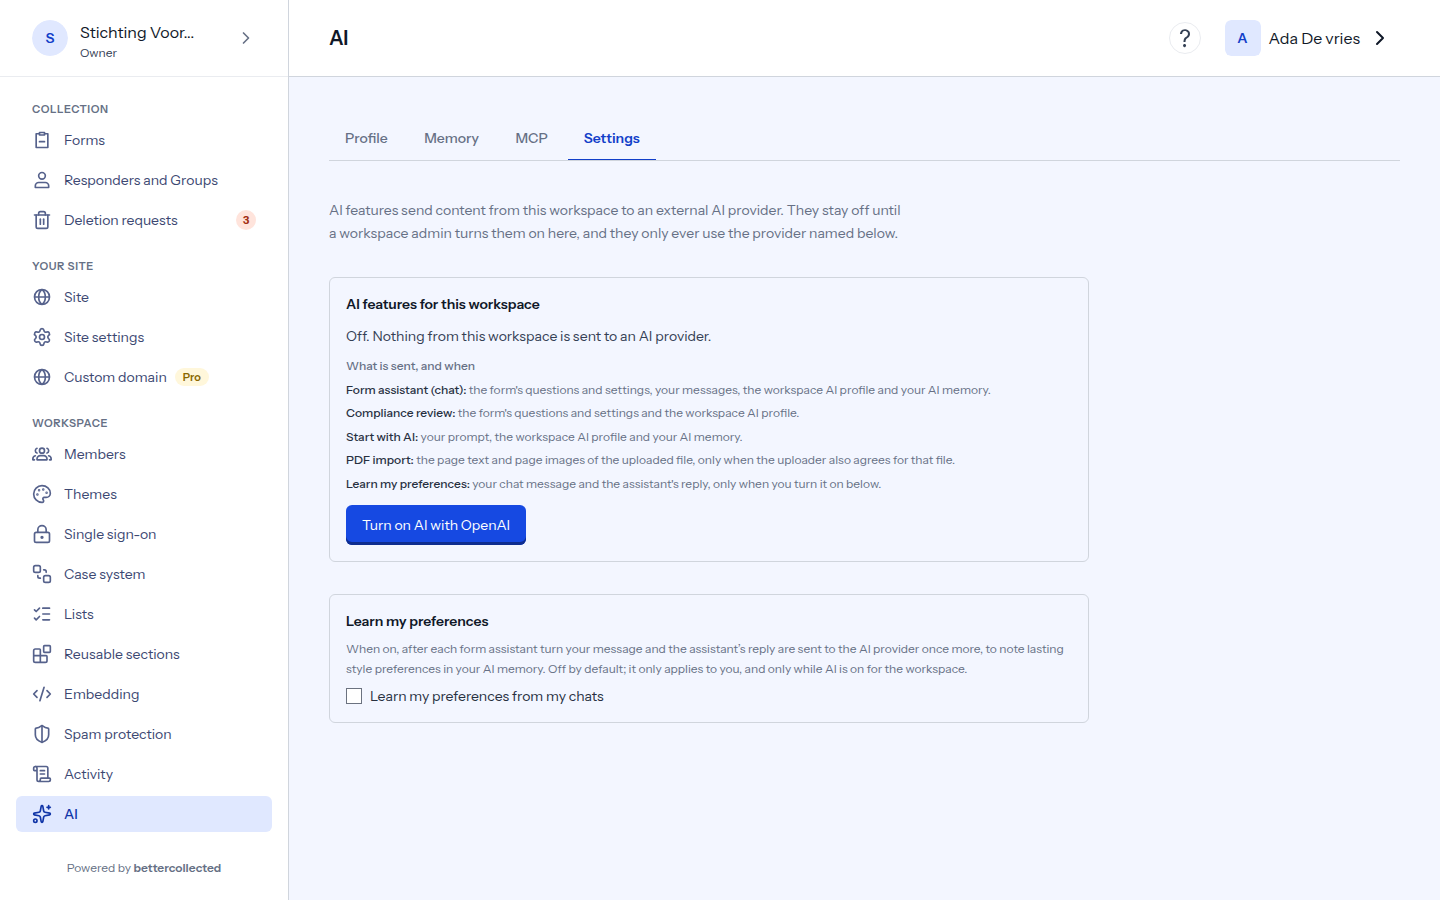 S
Stichting Voor...
Owner
AI
?
A
Ada De vries
COLLECTION
Forms
Responders and Groups
Deletion requests
3
YOUR SITE
Site
Site settings
Custom domain
Pro
WORKSPACE
Members
Themes
Single sign-on
Case system
Lists
Reusable sections
Embedding
Spam protection
Activity
AI
Powered by bettercollected
Profile
Memory
MCP
Settings
AI features send content from this workspace to an external AI provider. They stay off until
a workspace admin turns them on here, and they only ever use the provider named below.
AI features for this workspace
Off. Nothing from this workspace is sent to an AI provider.
What is sent, and when
Form assistant (chat): the form's questions and settings, your messages, the workspace AI profile and your AI memory.
Compliance review: the form's questions and settings and the workspace AI profile.
Start with AI: your prompt, the workspace AI profile and your AI memory.
PDF import: the page text and page images of the uploaded file, only when the uploader also agrees for that file.
Learn my preferences: your chat message and the assistant's reply, only when you turn it on below.
Turn on AI with OpenAI
Learn my preferences
When on, after each form assistant turn your message and the assistant's reply are sent to the AI provider once more, to note lasting
style preferences in your AI memory. Off by default; it only applies to you, and only while AI is on for the workspace.
Learn my preferences from my chats